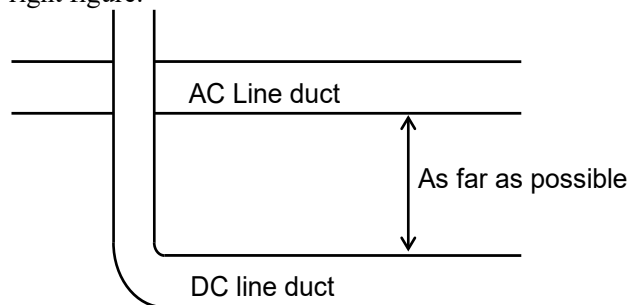 right figure.
AC Line duct
As far as possible
DC line duct